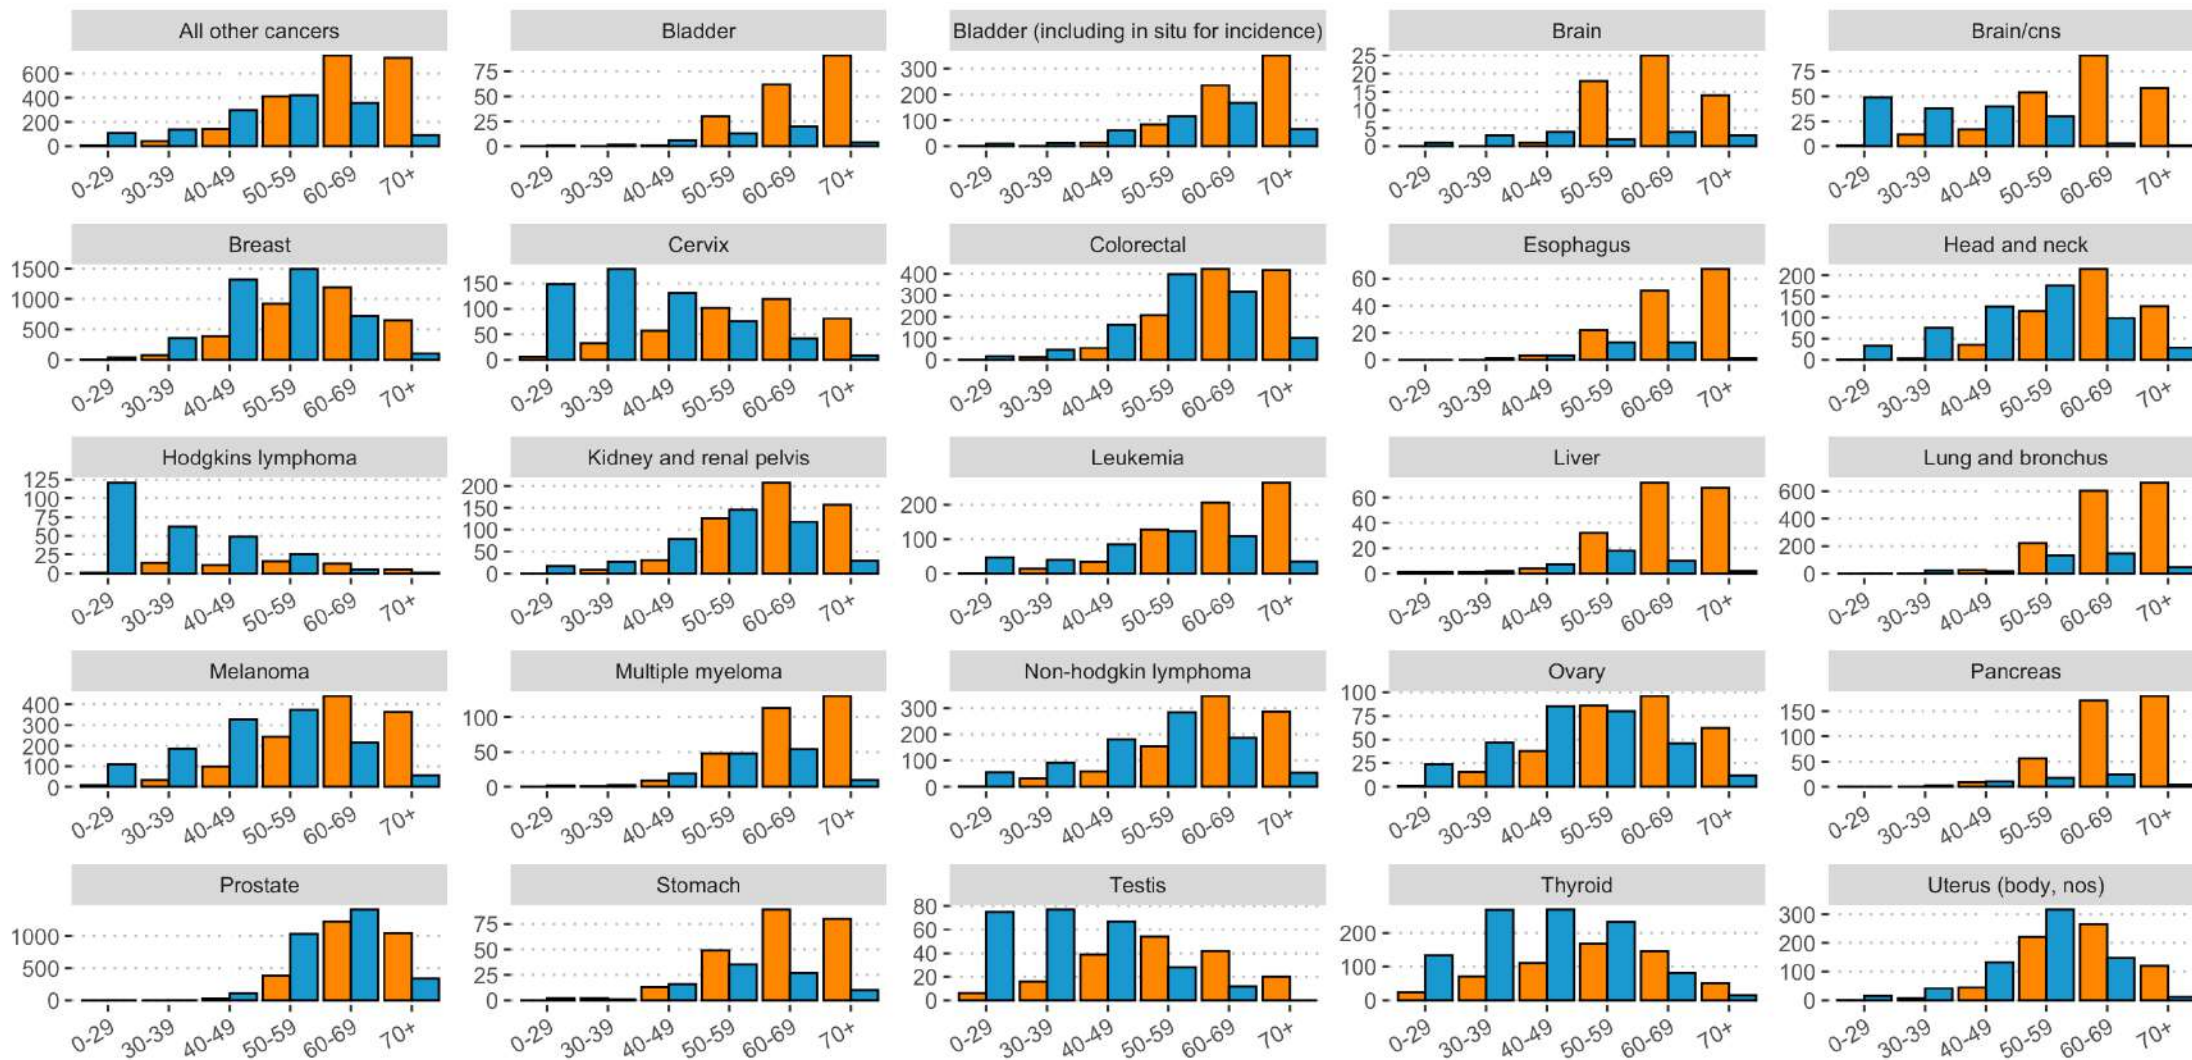 All other cancers
600
400
200
0
0-29 30-39 40-49 50-59 60-69 70+
Bladder
75
50
25
0
0-29 30-39 40-49 50-59 60-69 70+
Bladder (including in situ for incidence)
300
200
100
0
0-29 30-39 40-49 50-59 60-69 70+
Brain
25
20
15
10
5
0
0-29 30-39 40-49 50-59 60-69 70+
Brain/cns
75
50
25
0
0-29 30-39 40-49 50-59 60-69 70+
Breast
1500
1000
500
0
0-29 30-39 40-49 50-59 60-69 70+
Cervix
150
100
50
0
0-29 30-39 40-49 50-59 60-69 70+
Colorectal
400
300
200
100
0
0-29 30-39 40-49 50-59 60-69 70+
Esophagus
60
40
20
0
0-29 30-39 40-49 50-59 60-69 70+
Head and neck
200
150
100
50
0
0-29 30-39 40-49 50-59 60-69 70+
Hodgkins lymphoma
125
100
75
50
25
0
0-29 30-39 40-49 50-59 60-69 70+
Kidney and renal pelvis
200
150
100
50
0
0-29 30-39 40-49 50-59 60-69 70+
Leukemia
200
100
0
0-29 30-39 40-49 50-59 60-69 70+
Liver
60
40
20
0
0-29 30-39 40-49 50-59 60-69 70+
Lung and bronchus
600
400
200
0
0-29 30-39 40-49 50-59 60-69 70+
Melanoma
400
300
200
100
0
0-29 30-39 40-49 50-59 60-69 70+
Multiple myeloma
100
50
0
0-29 30-39 40-49 50-59 60-69 70+
Non-hodgkin lymphoma
300
200
100
0
0-29 30-39 40-49 50-59 60-69 70+
Ovary
100
75
50
25
0
0-29 30-39 40-49 50-59 60-69 70+
Pancreas
150
100
50
0
0-29 30-39 40-49 50-59 60-69 70+
Prostate
1000
500
0
0-29 30-39 40-49 50-59 60-69 70+
Stomach
75
50
25
0
0-29 30-39 40-49 50-59 60-69 70+
Testis
80
60
40
20
0
0-29 30-39 40-49 50-59 60-69 70+
Thyroid
200
100
0
0-29 30-39 40-49 50-59 60-69 70+
Uterus (body, nos)
300
200
100
0
0-29 30-39 40-49 50-59 60-69 70+